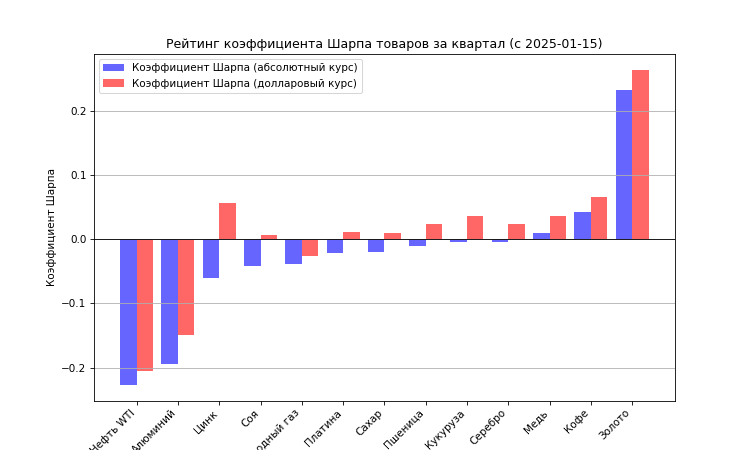 Рейтинг коэффициента Шарпа товаров за квартал (с 2025-01-15)
Коэффициент Шарпа (абсолютный курс)
Коэффициент Шарпа (долларовый курс)
Коэффициент Шарпа
0.2
0.1
0.0
−0.1
−0.2
Нефть WTI
Алюминий
Цинк
Соя
одный газ
Платина
Сахар
Пшеница
Кукуруза
Серебро
Медь
Кофе
Золото